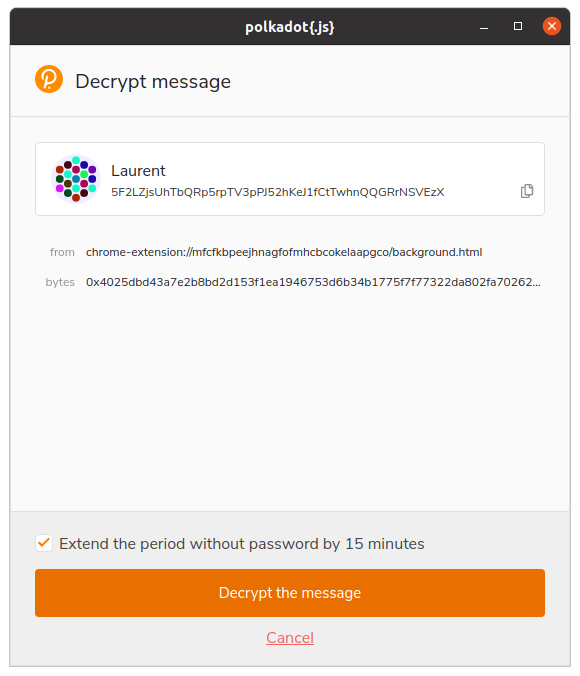 polkadot{.js}
Decrypt message
Laurent
5F2LZjsUhTbQRp5rpTV3pPJ52hKeJ1fCtTwhnQQGRrNSVEzX
from chrome-extension://mfcfkbpeejhnagfofmhcbcokelaapgco/background.html
bytes 0x4025dbd43a7e2b8bd2d153f1ea1946753d6b34b1775f7f77322da802fa70262...
Extend the period without password by 15 minutes
Decrypt the message
Cancel